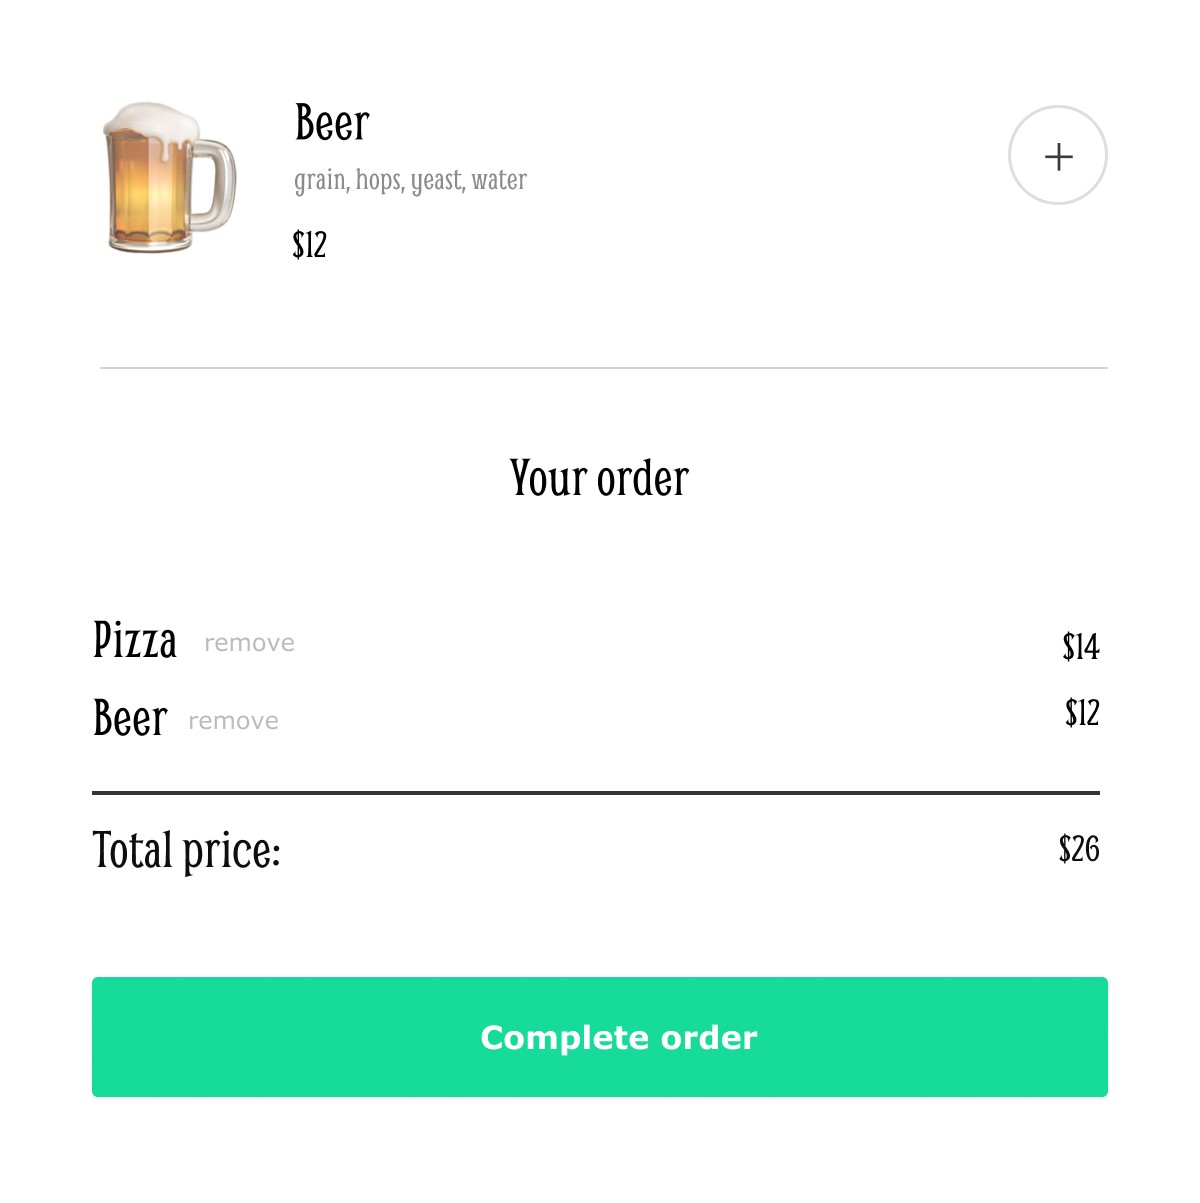 Beer
grain, hops, yeast, water
$12
+
Your order
Pizza remove $14
Beer remove $12
Total price: $26
Complete order